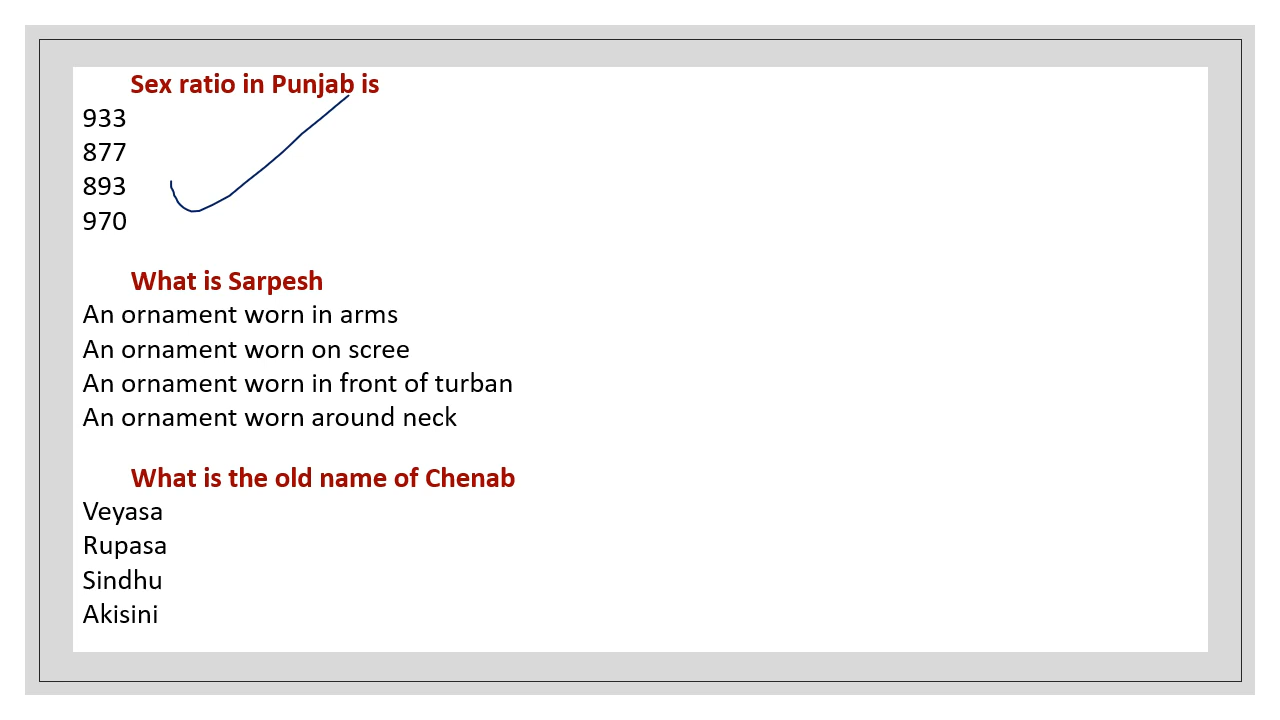 Sex ratio in Punjab is
933
877
893
970
What is Sarpesh
An ornament worn in arms
An ornament worn on scree
An ornament worn in front of turban
An ornament worn around neck
What is the old name of Chenab
Veyasa
Rupasa
Sindhu
Akisini